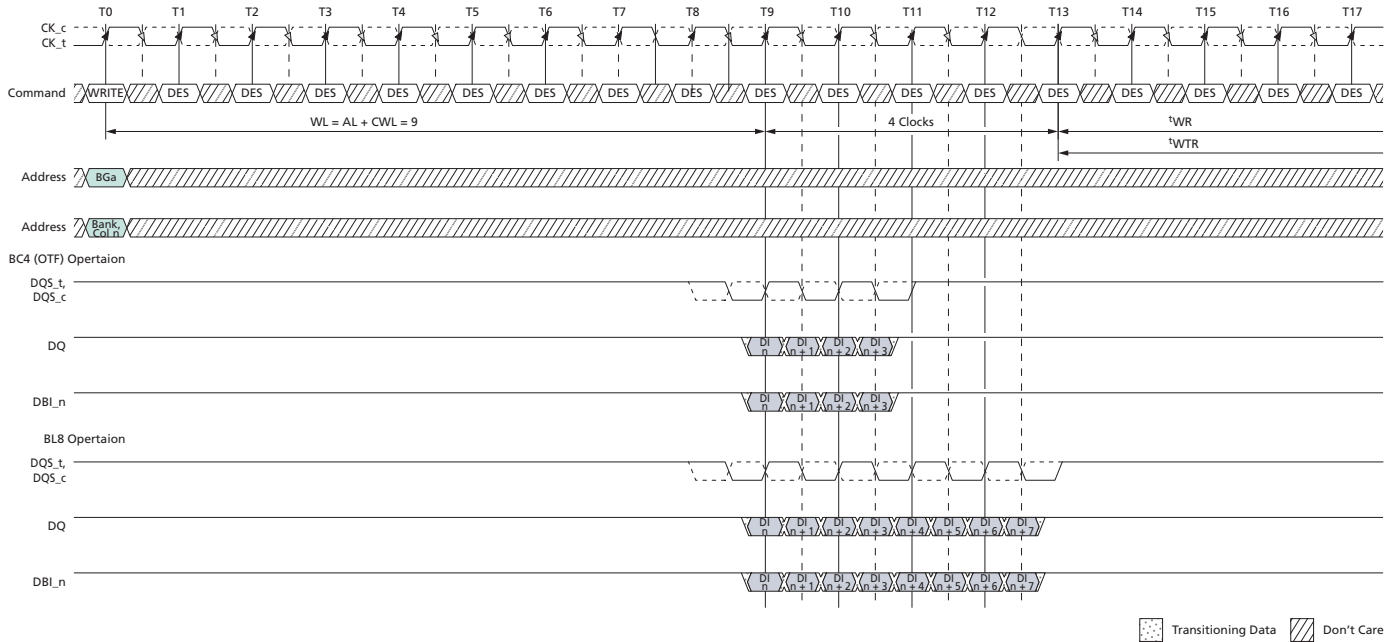 T0 T1 T2 T3 T4 T5 T6 T7 T8 T9 T10 T11 T12 T13 T14 T15 T16 T17
CK_c
CK_t
Command WRITE DES DES DES DES DES DES DES DES DES DES DES DES DES DES DES DES DES
WL = AL + CWL = 9 4 Clocks tWR
tWTR
Address BGa
Address Bank, Col n
BC4 (OTF) Opertaion
DQS_t,
DQS_c
DQ DI n DI n + 1 DI n + 2 DI n + 3
DBI_n DI n DI n + 1 DI n + 2 DI n + 3
BL8 Opertaion
DQS_t,
DQS_c
DQ DI n DI n + 1 DI n + 2 DI n + 3 DI n + 4 DI n + 5 DI n + 6 DI n + 7
DBI_n DI n DI n + 1 DI n + 2 DI n + 3 DI n + 4 DI n + 5 DI n + 6 DI n + 7
Transitioning Data Don't Care